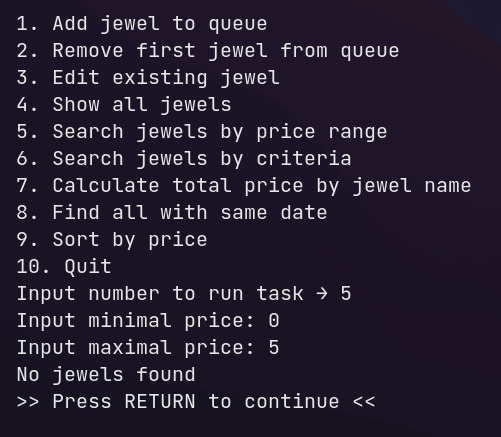 1. Add jewel to queue
2. Remove first jewel from queue
3. Edit existing jewel
4. Show all jewels
5. Search jewels by price range
6. Search jewels by criteria
7. Calculate total price by jewel name
8. Find all with same date
9. Sort by price
10. Quit
Input number to run task → 5
Input minimal price: 0
Input maximal price: 5
No jewels found
>> Press RETURN to continue <<